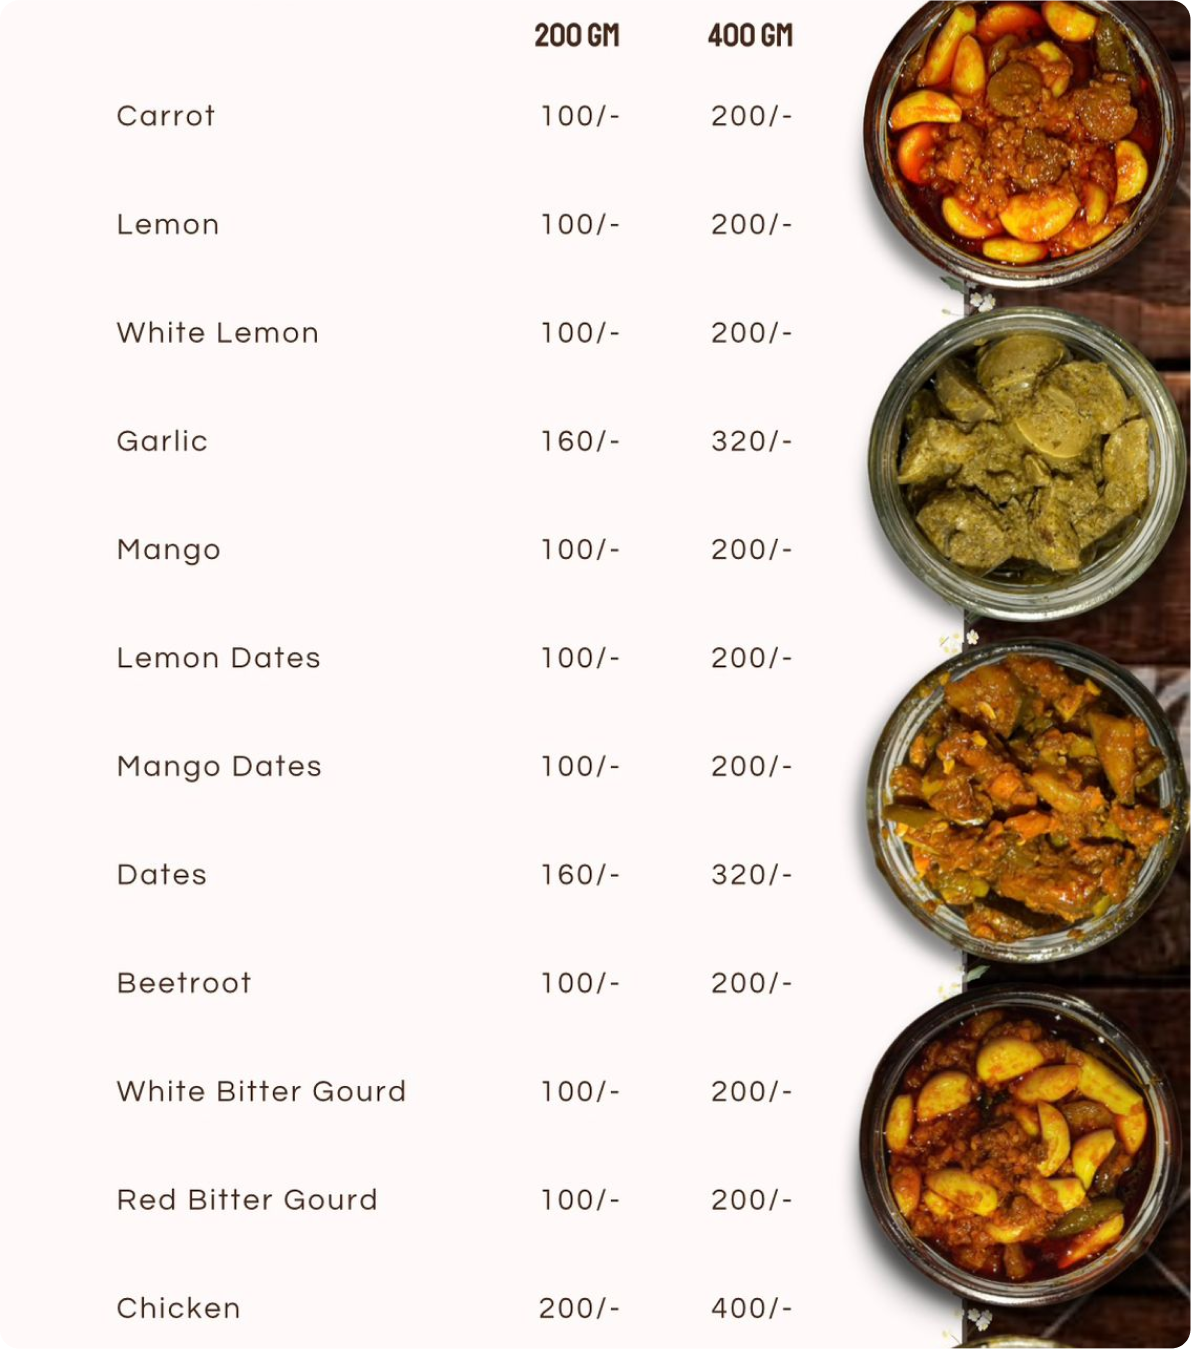 200 GM 400 GM
Carrot 100/- 200/-
Lemon 100/- 200/-
White Lemon 100/- 200/-
Garlic 160/- 320/-
Mango 100/- 200/-
Lemon Dates 100/- 200/-
Mango Dates 100/- 200/-
Dates 160/- 320/-
Beetroot 100/- 200/-
White Bitter Gourd 100/- 200/-
Red Bitter Gourd 100/- 200/-
Chicken 200/- 400/-